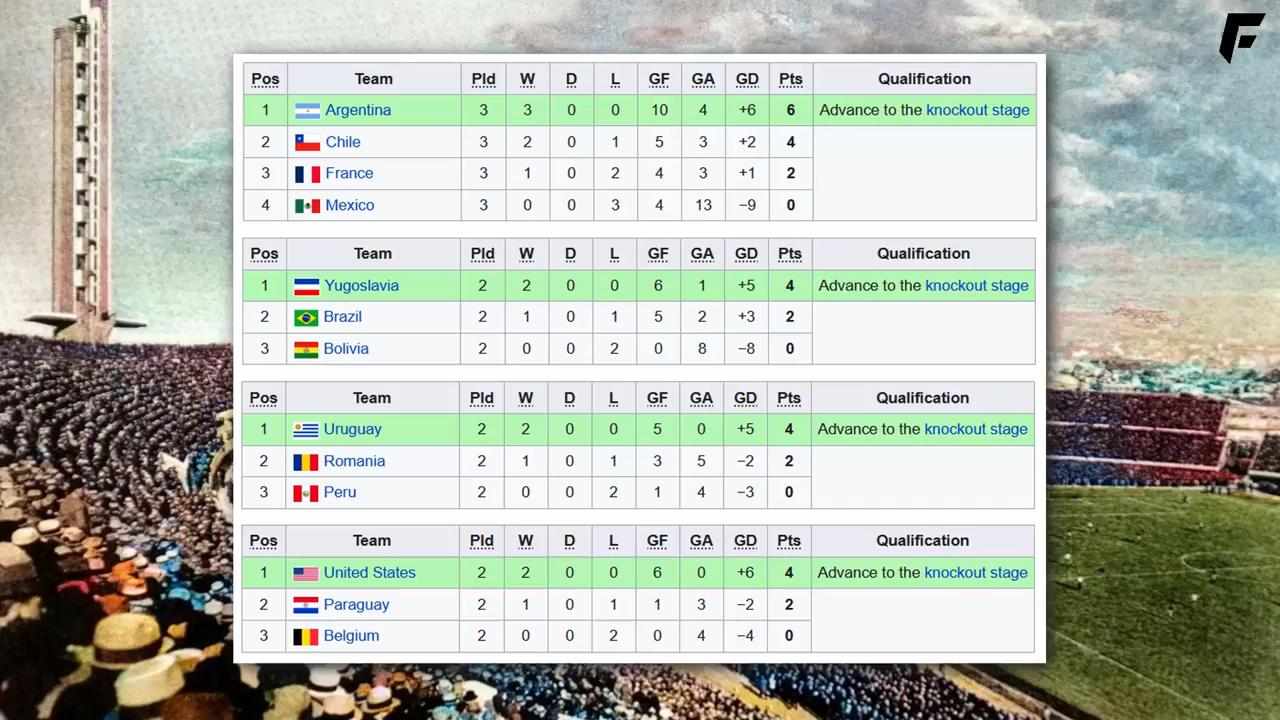 Pos Team Pld W D L GF GA GD Pts Qualification
1 Argentina 3 3 0 0 10 4 +6 6 Advance to the knockout stage
2 Chile 3 2 0 1 5 3 +2 4
3 France 3 1 0 2 4 3 +1 2
4 Mexico 3 0 0 3 4 13 −9 0
Pos Team Pld W D L GF GA GD Pts Qualification
1 Yugoslavia 2 2 0 0 6 1 +5 4 Advance to the knockout stage
2 Brazil 2 1 0 1 5 2 +3 2
3 Bolivia 2 0 0 2 0 8 −8 0
Pos Team Pld W D L GF GA GD Pts Qualification
1 Uruguay 2 2 0 0 5 0 +5 4 Advance to the knockout stage
2 Romania 2 1 0 1 3 5 −2 2
3 Peru 2 0 0 2 1 4 −3 0
Pos Team Pld W D L GF GA GD Pts Qualification
1 United States 2 2 0 0 6 0 +6 4 Advance to the knockout stage
2 Paraguay 2 1 0 1 1 3 −2 2
3 Belgium 2 0 0 2 0 4 −4 0